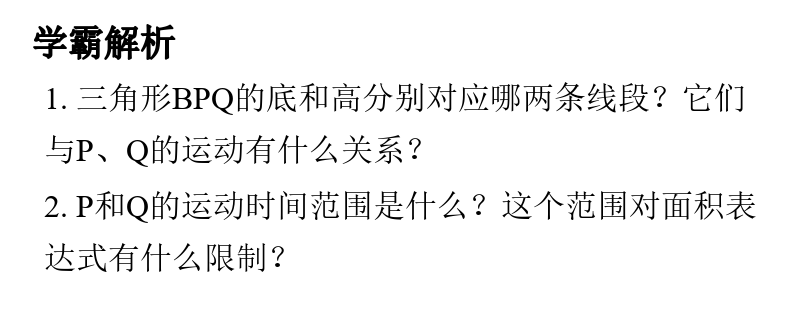 学霸解析
1. 三角形BPQ的底和高分别对应哪两条线段？它们
与P、Q的运动有什么关系？
2. P和Q的运动时间范围是什么？这个范围对面积表
达式有什么限制？